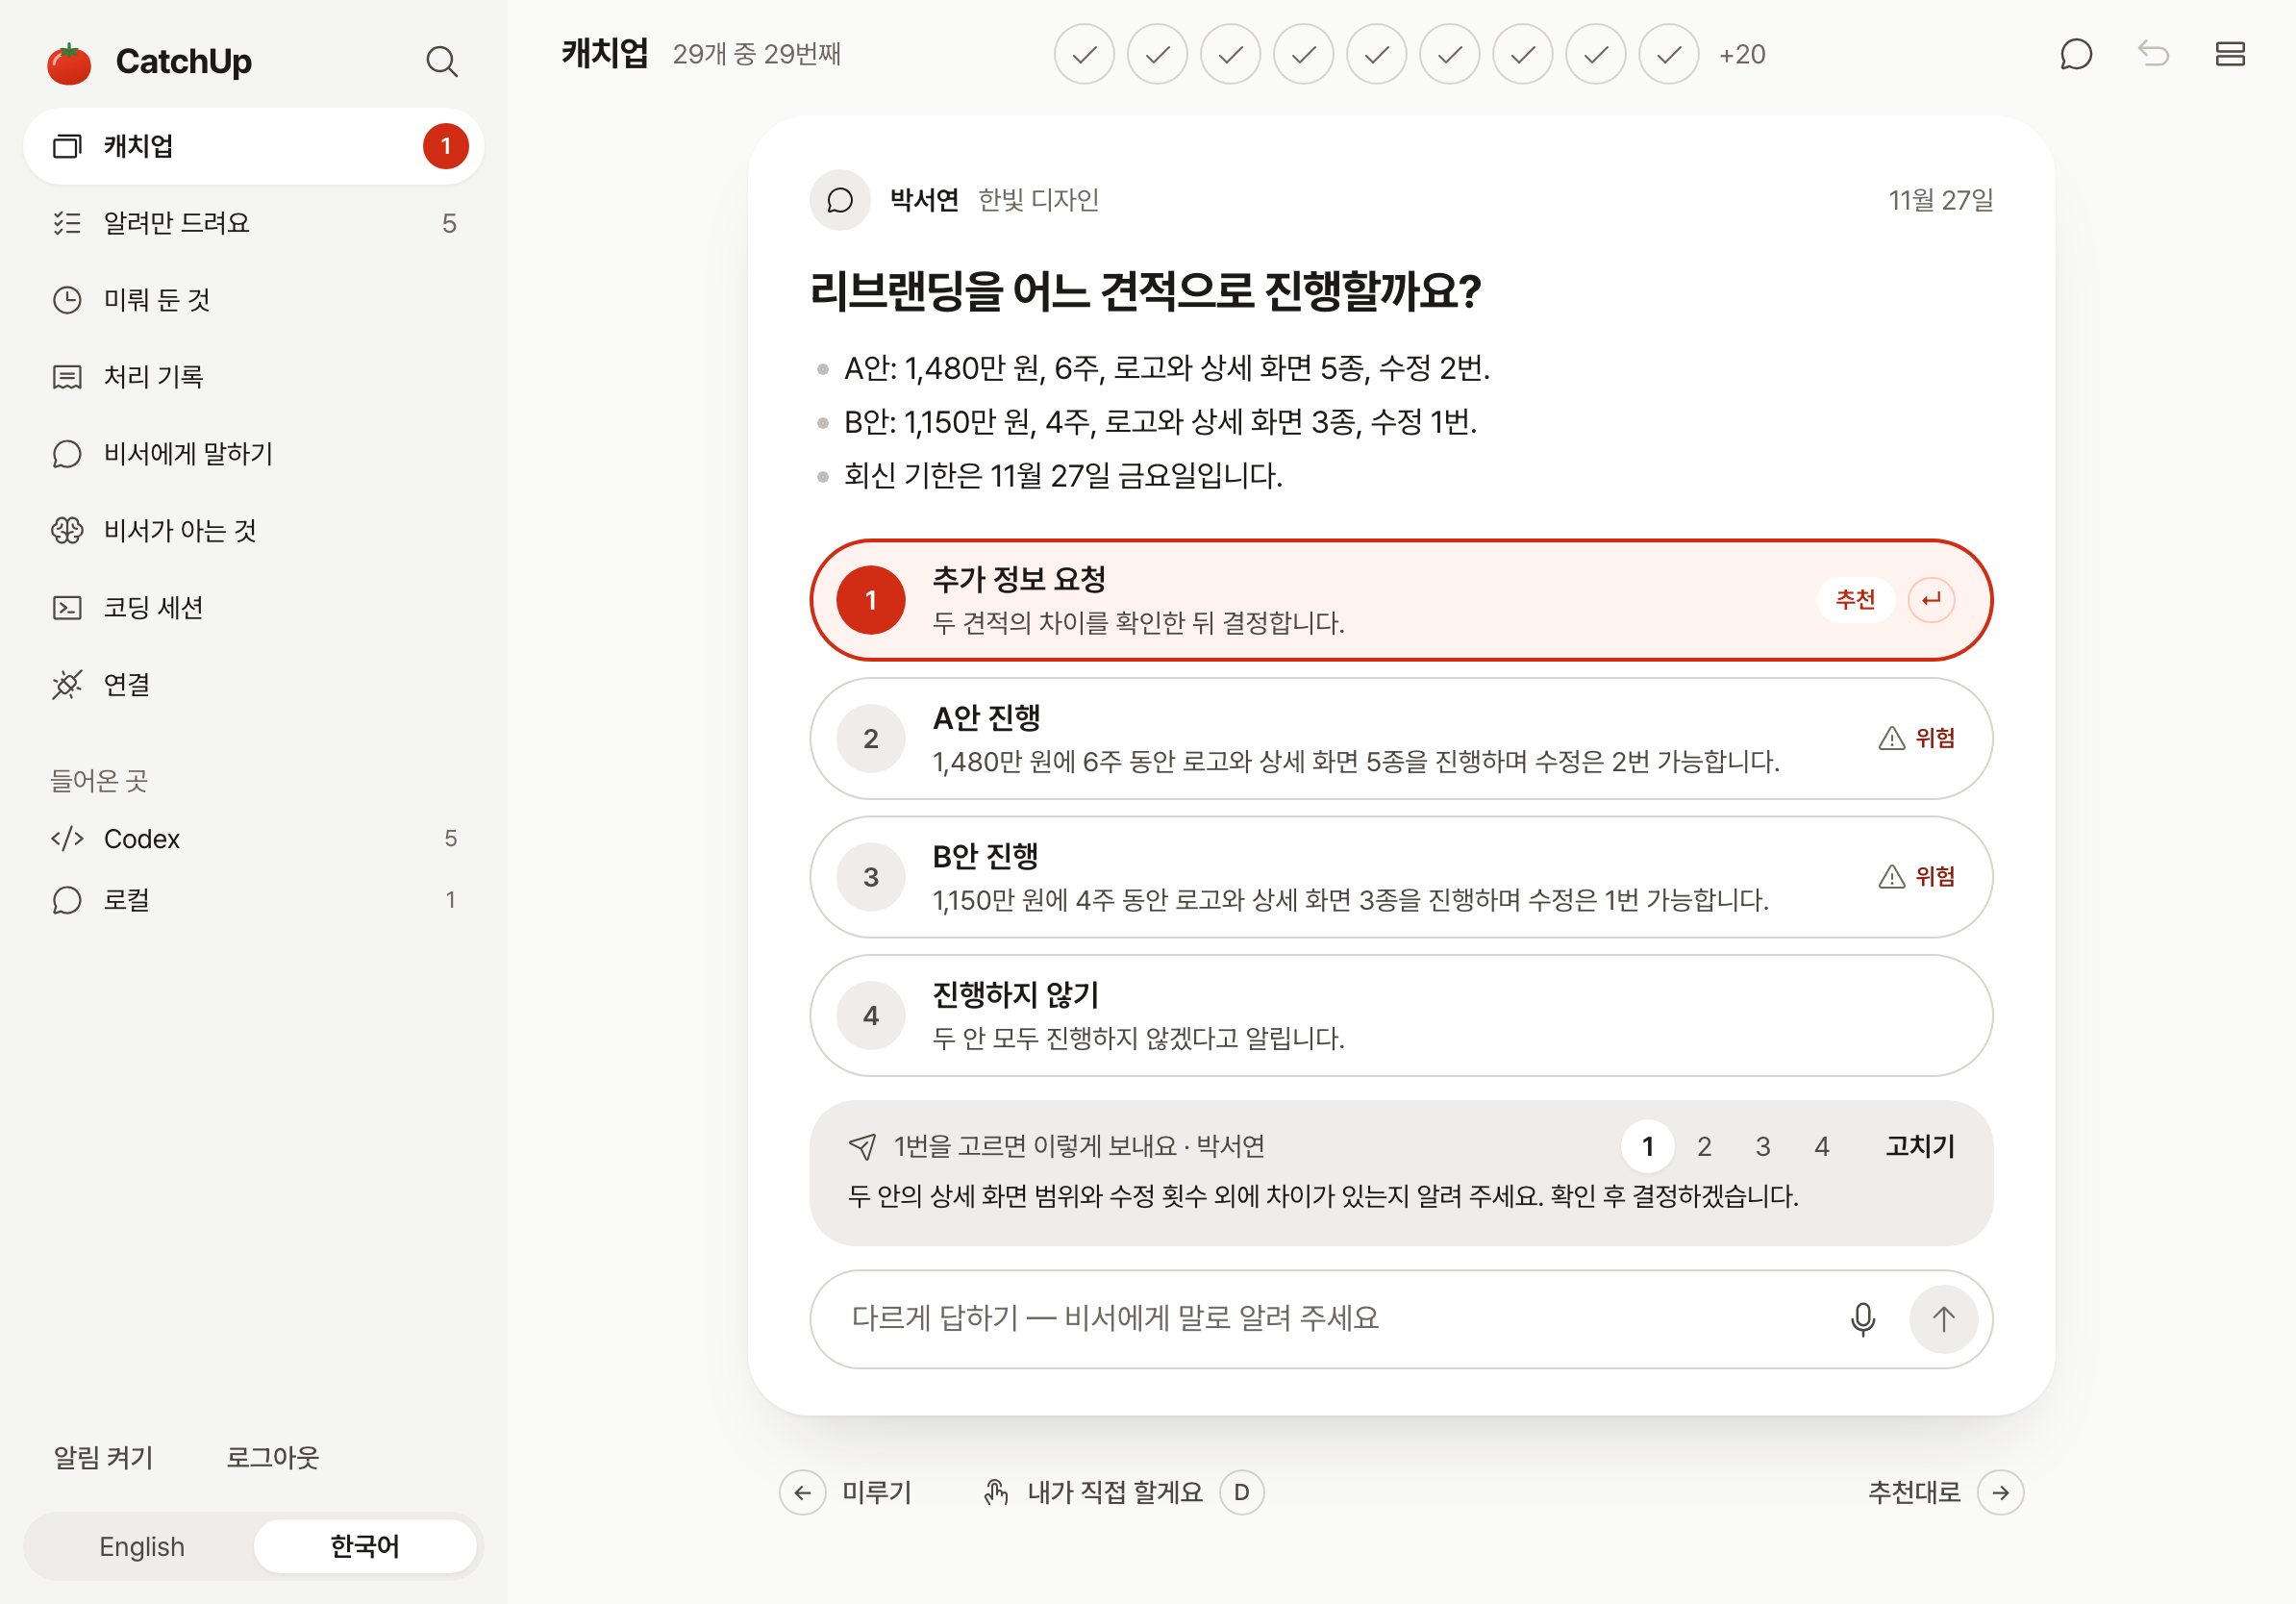 CatchUp
캐치업
1
알려만 드려요
5
미뤄 둔 것
처리 기록
비서에게 말하기
비서가 아는 것
코딩 세션
연결
들어온 곳
Codex
5
로컬
1
알림 켜기
로그아웃
English
한국어
캐치업 29개 중 29번째
+20
박서연 한빛 디자인
11월 27일
리브랜딩을 어느 견적으로 진행할까요?
A안: 1,480만 원, 6주, 로고와 상세 화면 5종, 수정 2번.
B안: 1,150만 원, 4주, 로고와 상세 화면 3종, 수정 1번.
회신 기한은 11월 27일 금요일입니다.
1
추가 정보 요청
두 견적의 차이를 확인한 뒤 결정합니다.
추천
2
A안 진행
1,480만 원에 6주 동안 로고와 상세 화면 5종을 진행하며 수정은 2번 가능합니다.
위험
3
B안 진행
1,150만 원에 4주 동안 로고와 상세 화면 3종을 진행하며 수정은 1번 가능합니다.
위험
4
진행하지 않기
두 안 모두 진행하지 않겠다고 알립니다.
1번을 고르면 이렇게 보내요 · 박서연
1 2 3 4 고치기
두 안의 상세 화면 범위와 수정 횟수 외에 차이가 있는지 알려 주세요. 확인 후 결정하겠습니다.
다르게 답하기 — 비서에게 말로 알려 주세요
미루기
내가 직접 할게요 D
추천대로